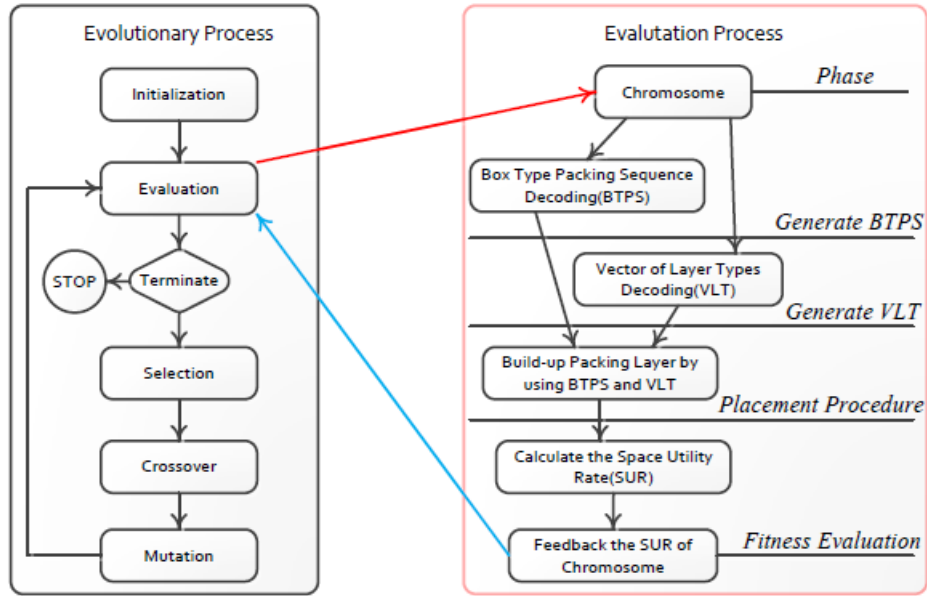 Evolutionary Process
Initialization
Evaluation
STOP
Terminate
Selection
Crossover
Mutation
Evalutation Process
Chromosome
Phase
Box Type Packing Sequence
Decoding(BTPS)
Generate BTPS
Vector of Layer Types
Decoding(VLT)
Generate VLT
Build-up Packing Layer by
using BTPS and VLT
Placement Procedure
Calculate the Space Utility
Rate(SUR)
Feedback the SUR of
Chromosome
Fitness Evaluation